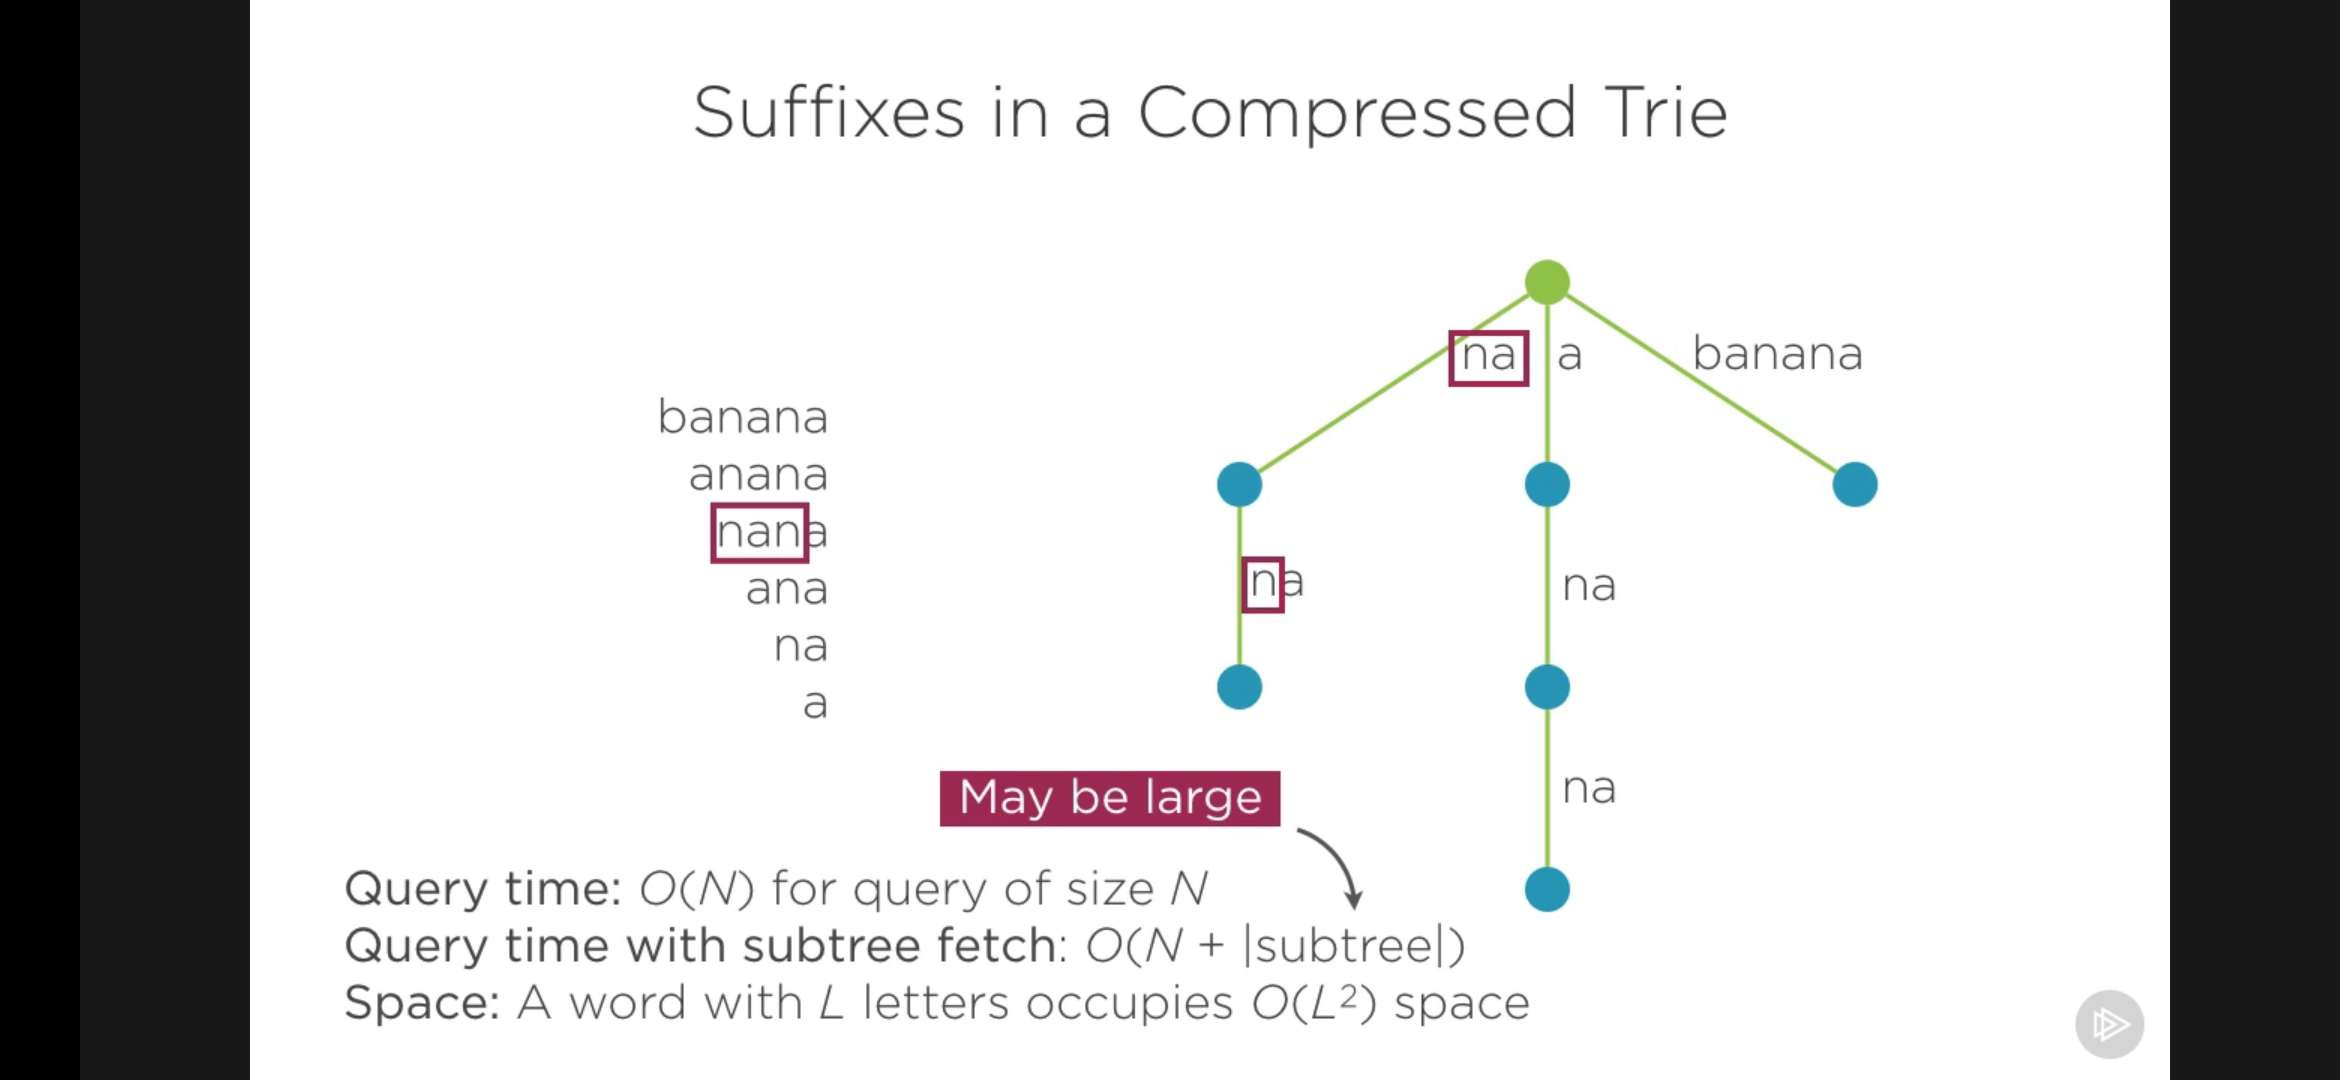 Suffixes in a Compressed Trie
na a banana
banana
anana
nana
ana
na
a
na na
na
May be large
Query time: O(N) for query of size N
Query time with subtree fetch: O(N + |subtree|)
Space: A word with L letters occupies O(L²) space